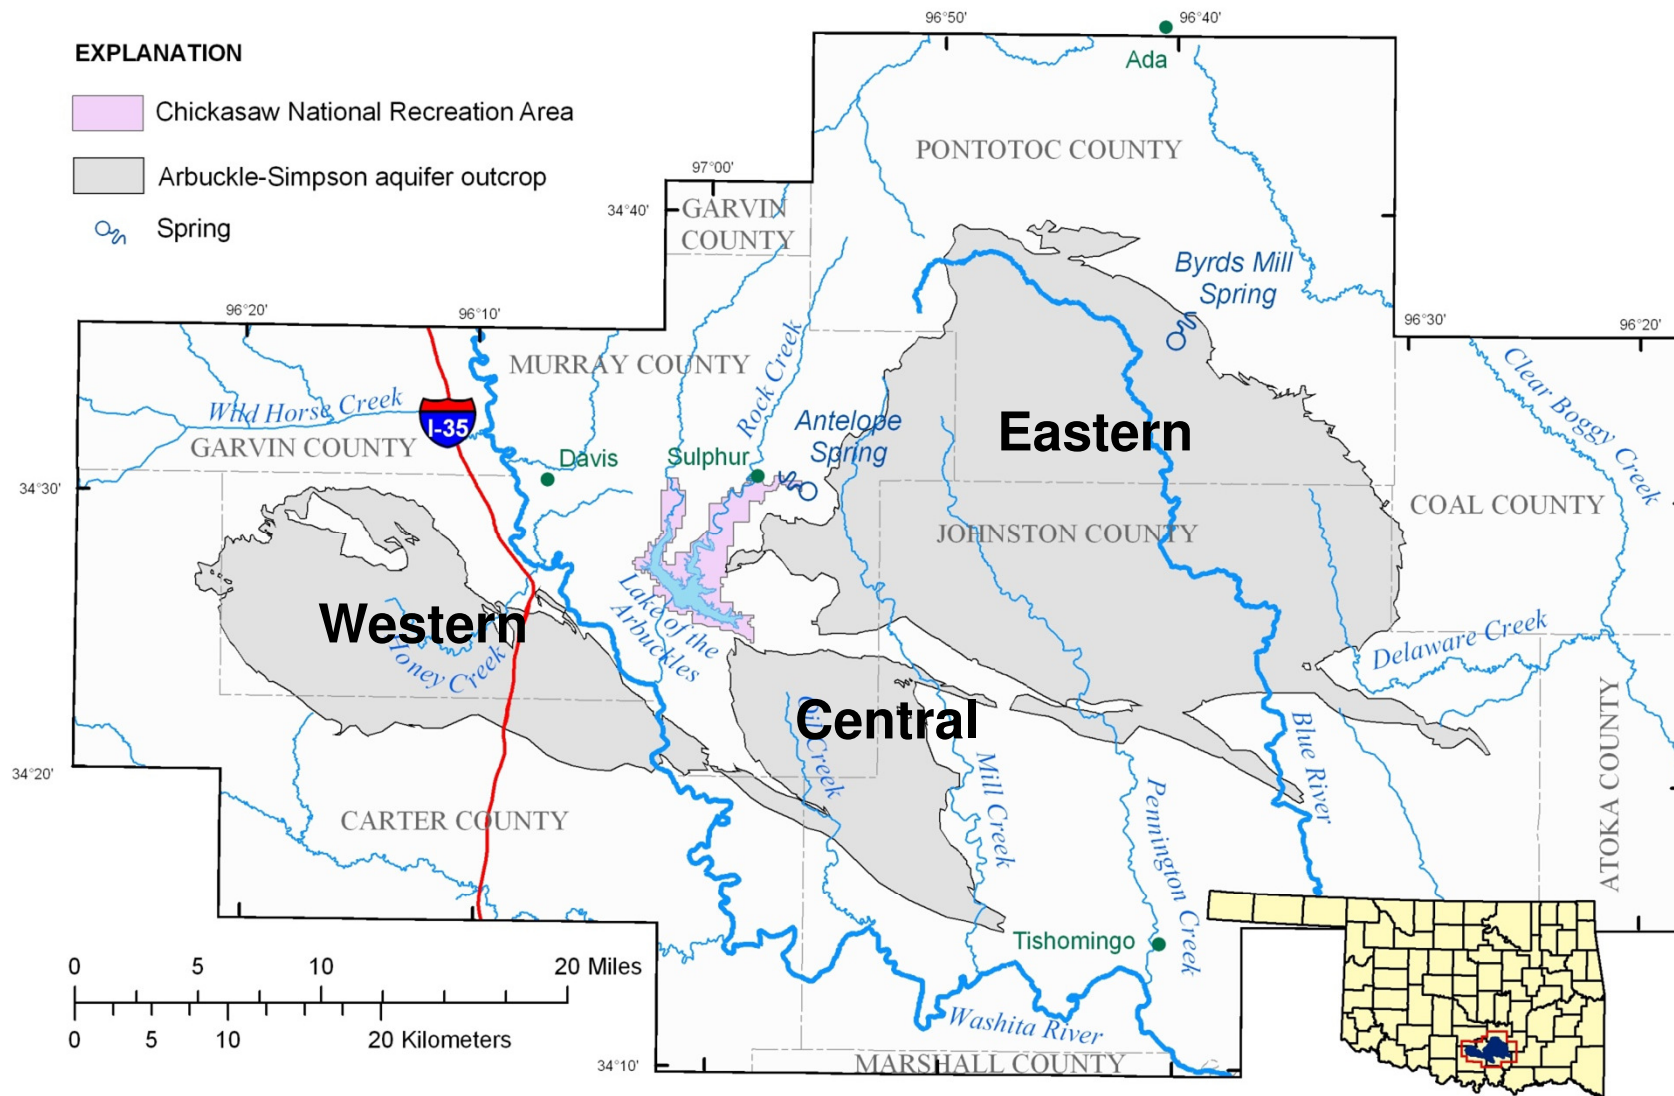 96°50'
96°40'
Ada
EXPLANATION
Chickasaw National Recreation Area
Arbuckle-Simpson aquifer outcrop
Spring
PONTOTOC COUNTY
97°00'
34°40'
GARVIN
COUNTY
Byrds Mill
Spring
96°20'
96°10'
96°30'
96°20'
MURRAY COUNTY
Rock Creek
Clear Boggy Creek
Wild Horse Creek
I-35
GARVIN COUNTY
Antelope
Spring
Eastern
Davis
Sulphur
34°30'
COAL COUNTY
JOHNSTON COUNTY
Western
Honey Creek
Lake of the
Arbuckles
Delaware Creek
Central
Oil Creek
Mill Creek
Blue River
Pennington Creek
ATOKA COUNTY
34°20'
CARTER COUNTY
Tishomingo
0 5 10 20 Miles
0 5 10 20 Kilometers
Washita River
34°10'
MARSHALL COUNTY